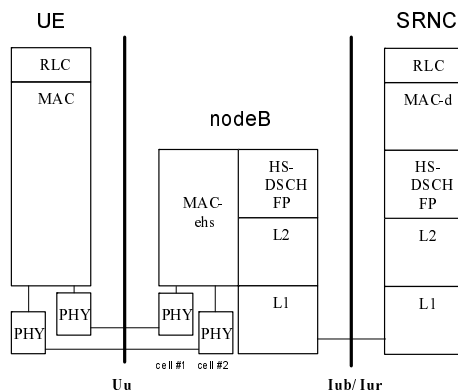 UE
SRNC
nodeB
RLC
MAC
RLC
MAC-d
HS-
DSCH
FP
L2
L1
MAC-
ehs
HS-
DSCH
FP
L2
L1
PHY
PHY
PHY
PHY
cell #1
cell #2
Uu
Iub/ Iur